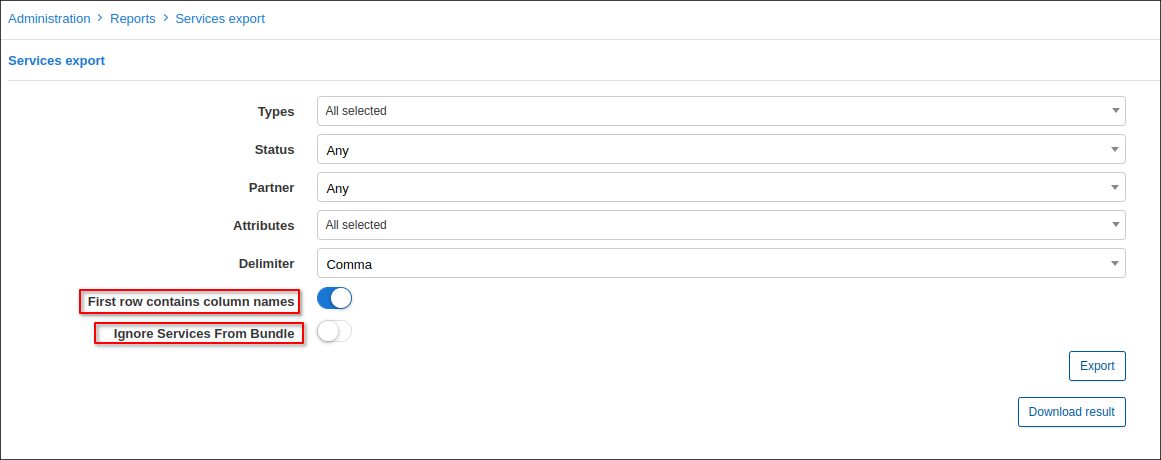 Administration > Reports > Services export
Services export
Types All selected
Status Any
Partner Any
Attributes All selected
Delimiter Comma
First row contains column names
Ignore Services From Bundle
Export
Download result